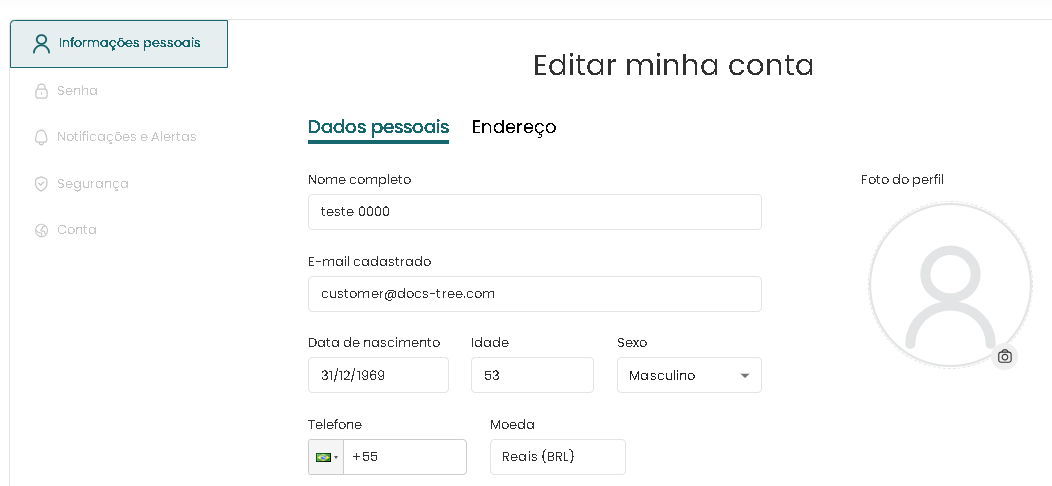 Informações pessoais
Senha
Notificações e Alertas
Segurança
Conta
Editar minha conta
Dados pessoais Endereço
Nome completo
teste 0000
E-mail cadastrado
customer@docs-tree.com
Data de nascimento Idade Sexo
31/12/1969 53 Masculino
Telefone Moeda
+55 Reais (BRL)
Foto do perfil